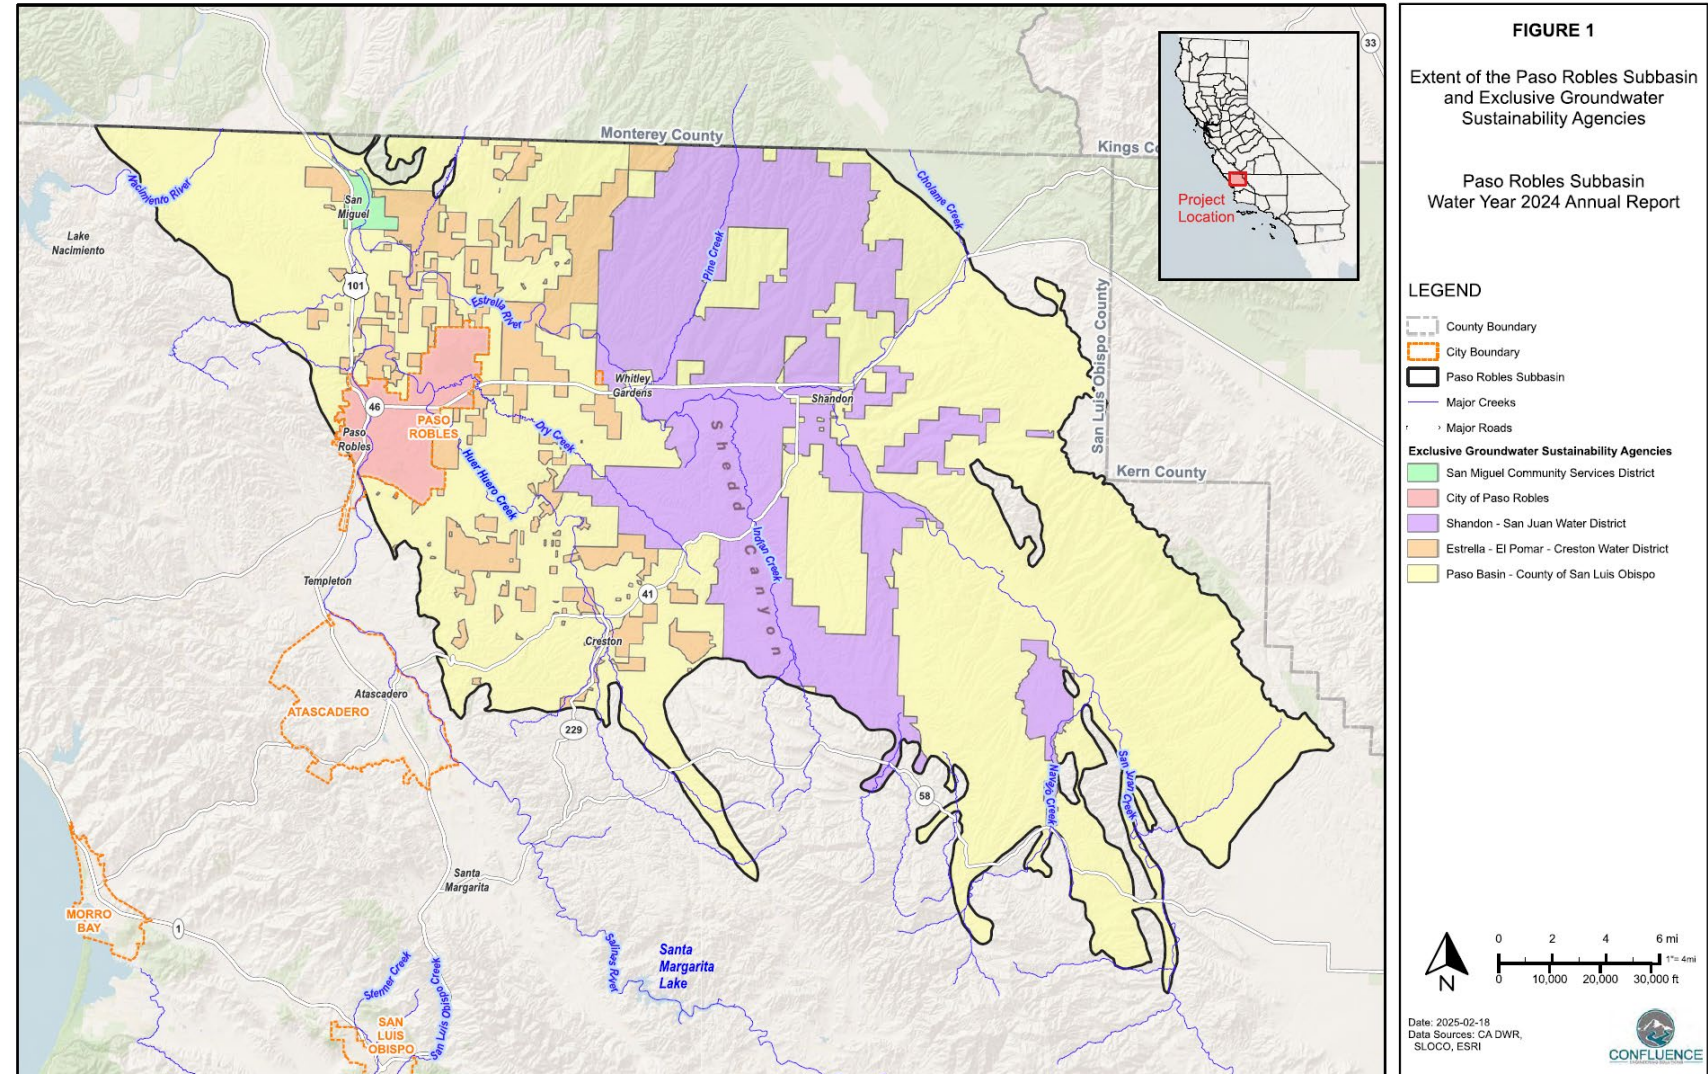 FIGURE 1
Extent of the Paso Robles Subbasin
and Exclusive Groundwater
Sustainability Agencies
Paso Robles Subbasin
Water Year 2024 Annual Report
LEGEND
County Boundary
City Boundary
Paso Robles Subbasin
Major Creeks
Major Roads
Exclusive Groundwater Sustainability Agencies
San Miguel Community Services District
City of Paso Robles
Shandon - San Juan Water District
Estrella - El Pomar - Creston Water District
Paso Basin - County of San Luis Obispo
N
0 2 4 6 mi
1"= 4mi
0 10,000 20,000 30,000 ft
Date: 2025-02-18
Data Sources: CA DWR,
SLOCO, ESRI
CONFLUENCE
Project
Location
33
Monterey County
Kings Co
Cholame Creek
Nacimiento River
San
Miguel
Lake
Nacimiento
Pine Creek
101
Estrella River
San Luis Obispo County
Whitley
Gardens
Shandon
46
PASO
ROBLES
Paso
Robles
Dry Creek
Shedd Canyon
Huer Huero Creek
Kern County
Indian Creek
Templeton
41
Creston
Atascadero
ATASCADERO
229
58
Navajo Creek
San Juan Creek
Santa
Margarita
MORRO
BAY
1
Salinas River
Santa
Margarita
Lake
Stenner Creek
San Luis Obispo Creek
SAN
LUIS
OBISPO